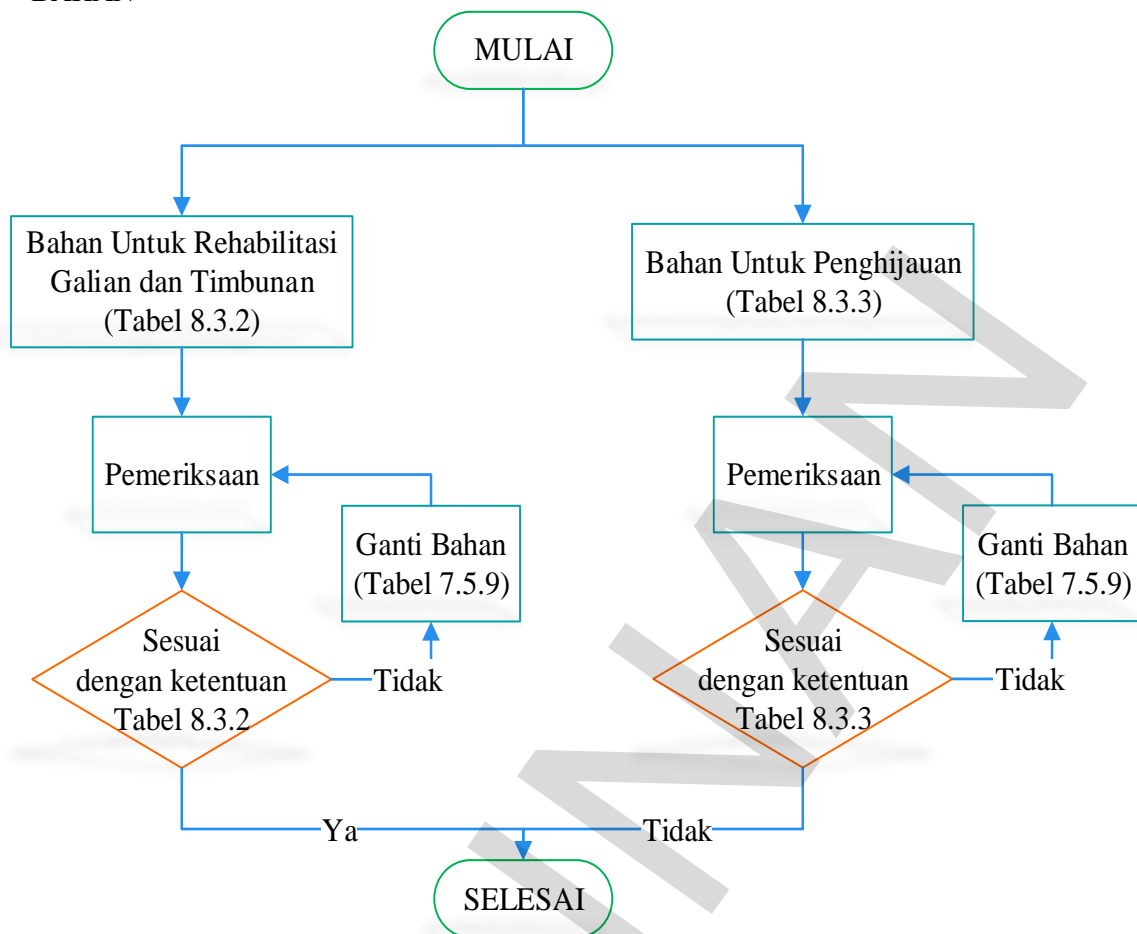 BAHAN
MULAI
Bahan Untuk Rehabilitasi
Galian dan Timbunan
(Tabel 8.3.2)
Bahan Untuk Penghijauan
(Tabel 8.3.3)
Pemeriksaan
Pemeriksaan
Ganti Bahan
(Tabel 7.5.9)
Ganti Bahan
(Tabel 7.5.9)
Sesuai
dengan ketentuan
Tabel 8.3.2
Tidak
Sesuai
dengan ketentuan
Tabel 8.3.3
Tidak
Ya
Tidak
SELESAI